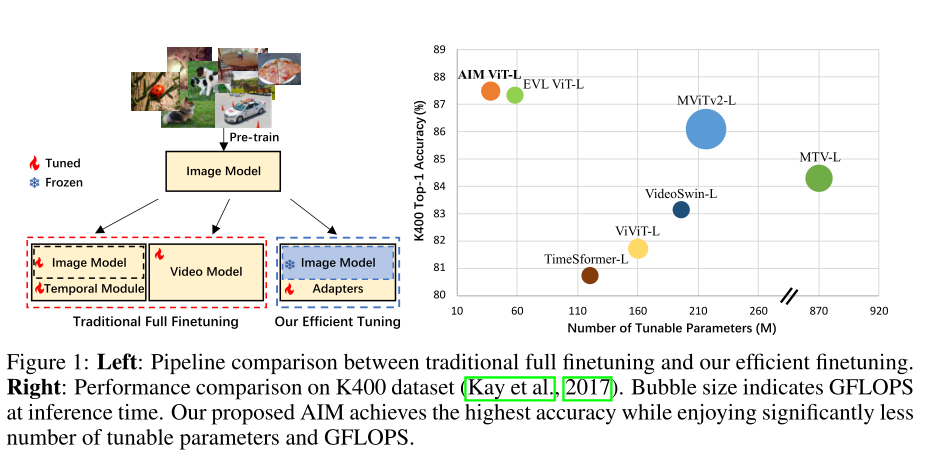 Pre-train
Tuned
Frozen
Image Model
Image Model
Temporal Module
Video Model
Image Model
Adapters
Traditional Full Finetuning
Our Efficient Tuning
89
88
87
86
85
84
83
82
81
80
K400 Top-1 Accuracy (%)
AIM ViT-L
EVL ViT-L
MViTv2-L
MTV-L
VideoSwin-L
ViViT-L
TimeSformer-L
10 60 110 160 210 260 870 920
Number of Tunable Parameters (M)
Figure 1: Left: Pipeline comparison between traditional full finetuning and our efficient finetuning.
Right: Performance comparison on K400 dataset (Kay et al., 2017). Bubble size indicates GFLOPS
at inference time. Our proposed AIM achieves the highest accuracy while enjoying significantly less
number of tunable parameters and GFLOPS.